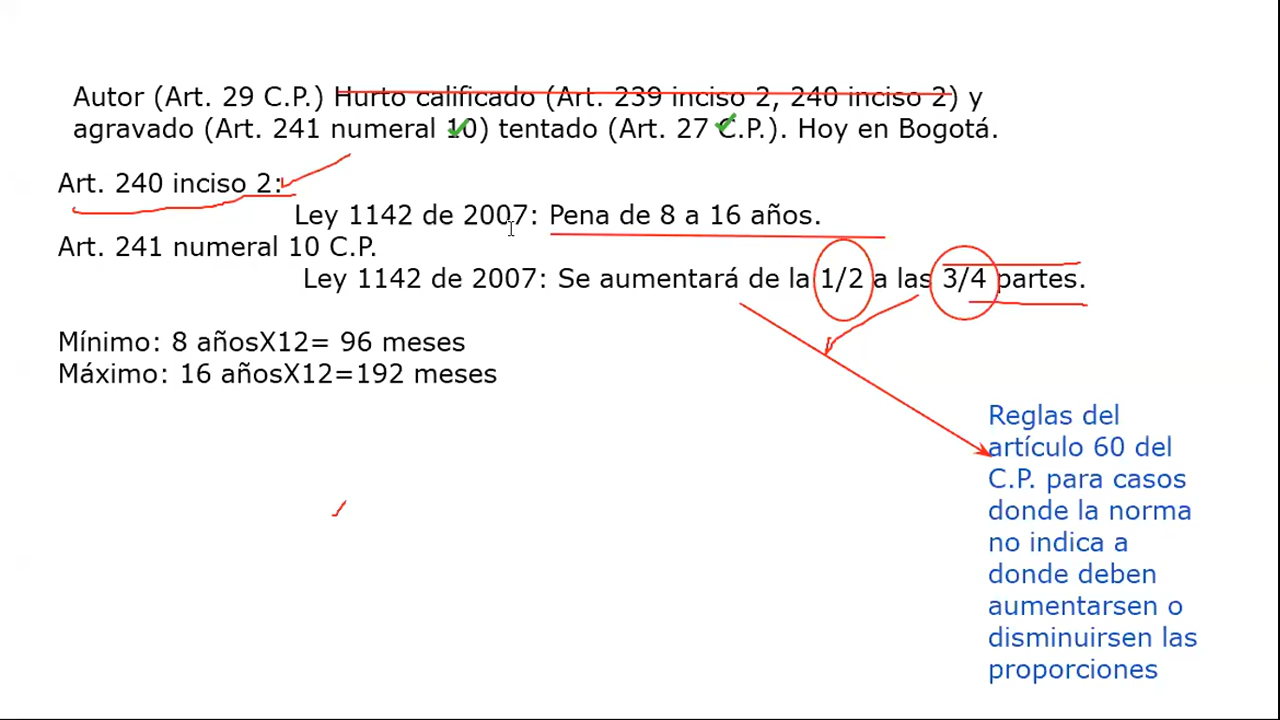 Autor (Art. 29 C.P.) Hurto calificado (Art. 239 inciso 2, 240 inciso 2) y
agravado (Art. 241 numeral 10) tentado (Art. 27 C.P.). Hoy en Bogotá.
Art. 240 inciso 2:
Ley 1142 de 2007: Pena de 8 a 16 años.
Art. 241 numeral 10 C.P.
Ley 1142 de 2007: Se aumentará de la 1/2 a las 3/4 partes.
Mínimo: 8 añosX12= 96 meses
Máximo: 16 añosX12=192 meses
Reglas del
artículo 60 del
C.P. para casos
donde la norma
no indica a
donde deben
aumentarsen o
disminuirsen las
proporciones